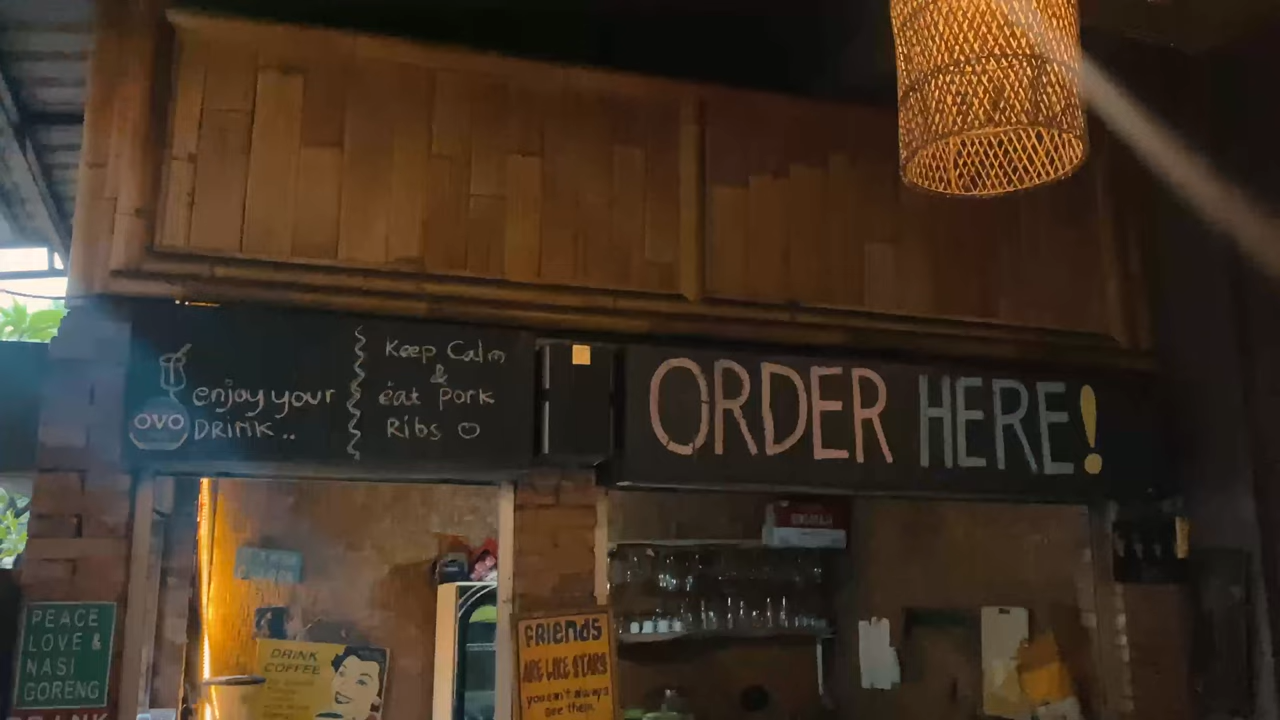 enjoy your
DRINK..
OVO
Keep Calm
&
eat pork
Ribs
ORDER HERE!
PEACE
LOVE &
NASI
GORENG
DRINK
COFFEE
FRIENDS
ARE LIKE STARS
you can't always
see them